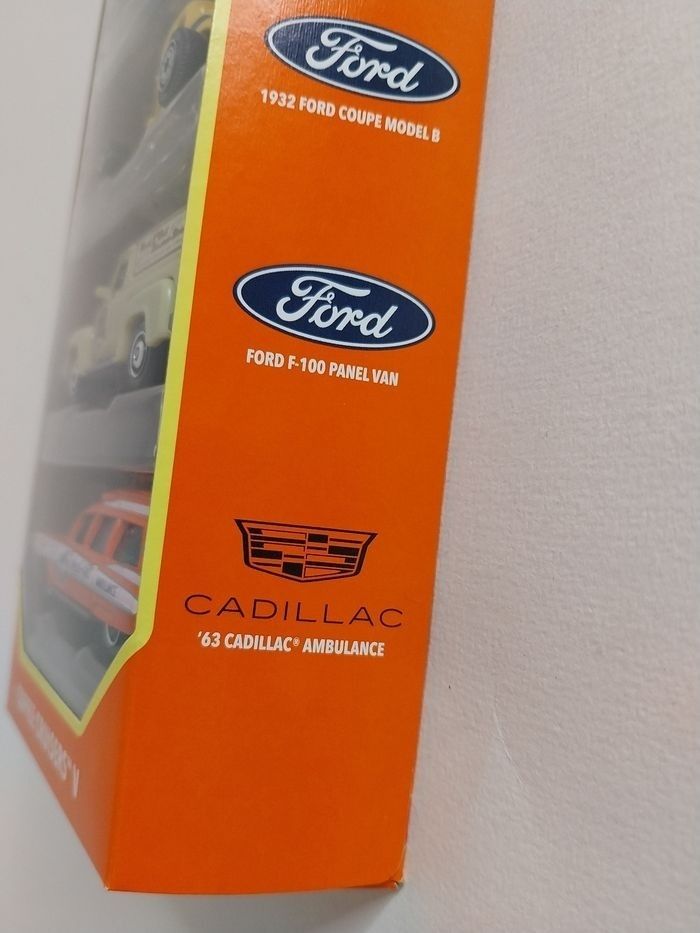 Ford
1932 FORD COUPE MODEL B
Ford
FORD F-100 PANEL VAN
CADILLAC
'63 CADILLAC® AMBULANCE